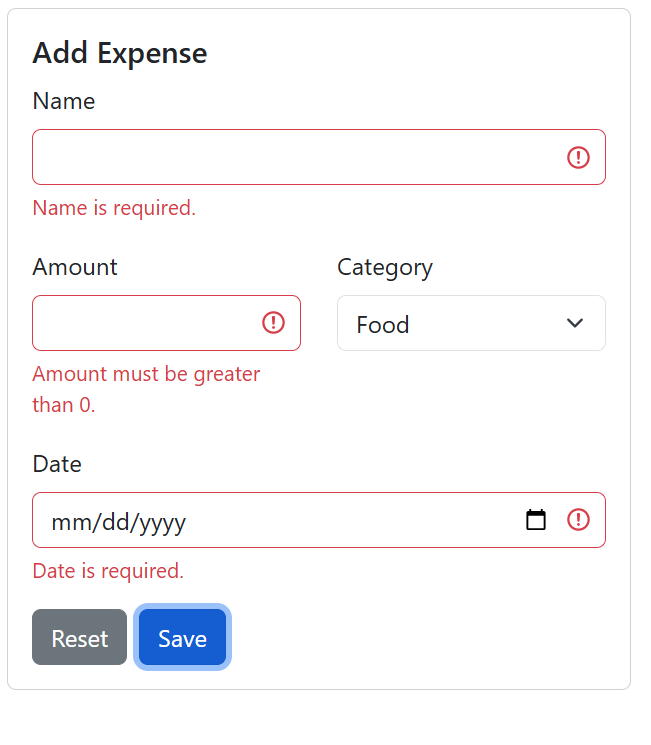 Add Expense
Name
Name is required.
Amount Category
Food
Amount must be greater
than 0.
Date
mm/dd/yyyy
Date is required.
Reset Save